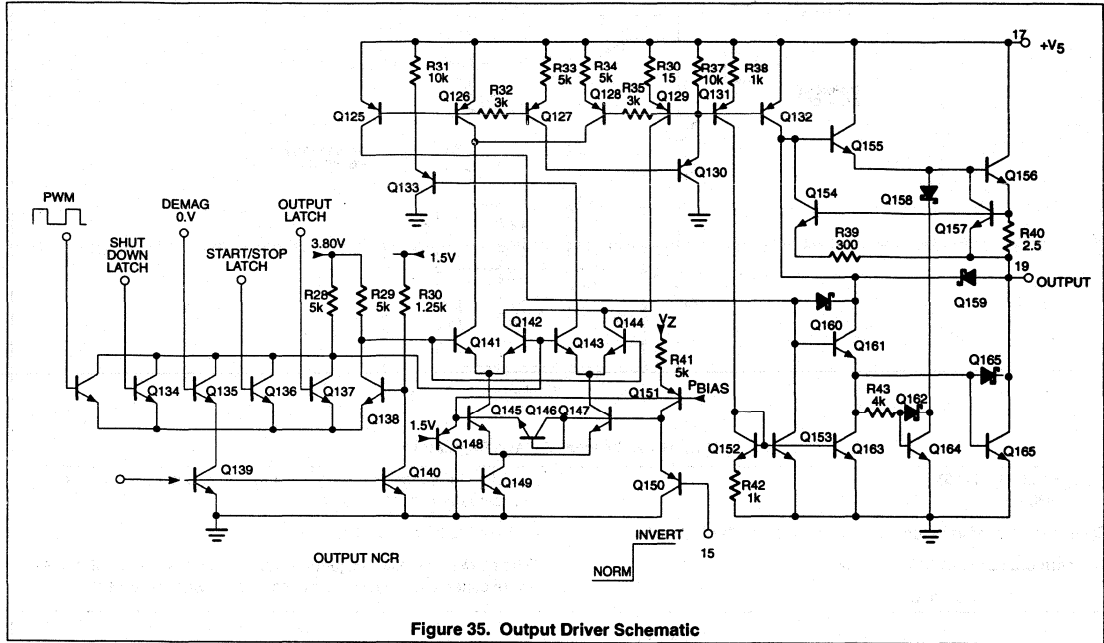 17
+V5
R31
10k
R33
5k
R34
5k
R30
15
R37
10k
R38
1k
Q126
R32
3k
Q128
R35
3k
Q129
Q131
Q125
Q127
Q132
Q155
Q156
Q133
Q130
Q154
Q158
PWM
DEMAG
0.V
OUTPUT
LATCH
SHUT
DOWN
LATCH
START/STOP
LATCH
3.80V
1.5V
Q157
R40
2.5
R39
300
19
OUTPUT
Q159
R28
5k
R29
5k
R30
1.25k
Q160
Q142
Q144
VZ
Q141
Q143
Q161
R41
5k
Q134
Q135
Q136
Q137
Q138
Q151
PBIAS
R43
4k
Q162
Q165
1.5V
Q145
Q146
Q147
Q148
Q152
Q153
Q163
Q164
Q165
Q139
Q140
Q149
Q150
R42
1k
15
INVERT
NORM
OUTPUT NCR
Figure 35. Output Driver Schematic